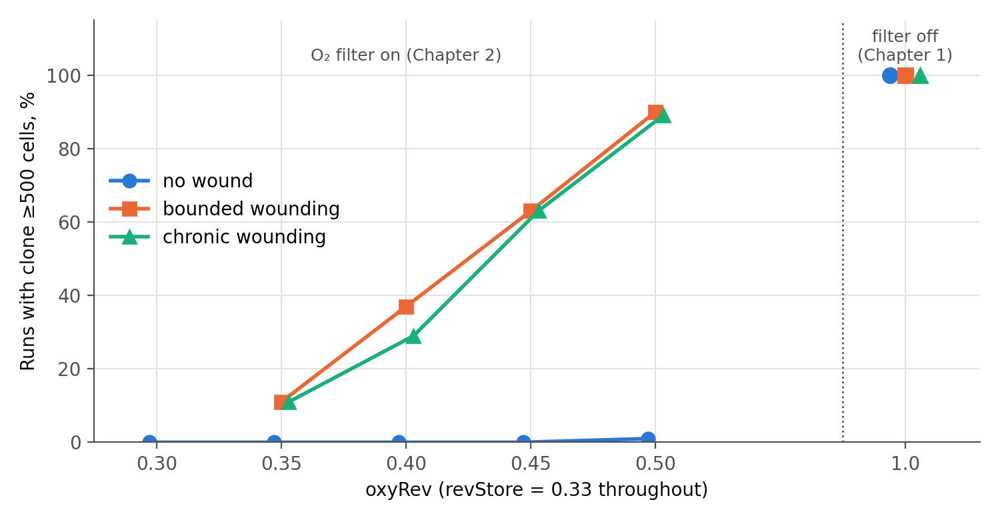 O₂ filter on (Chapter 2)
filter off
(Chapter 1)
Runs with clone ≥500 cells, %
100
80
60
40
20
0
no wound
bounded wounding
chronic wounding
0.30
0.35
0.40
0.45
0.50
1.0
oxyRev (revStore = 0.33 throughout)